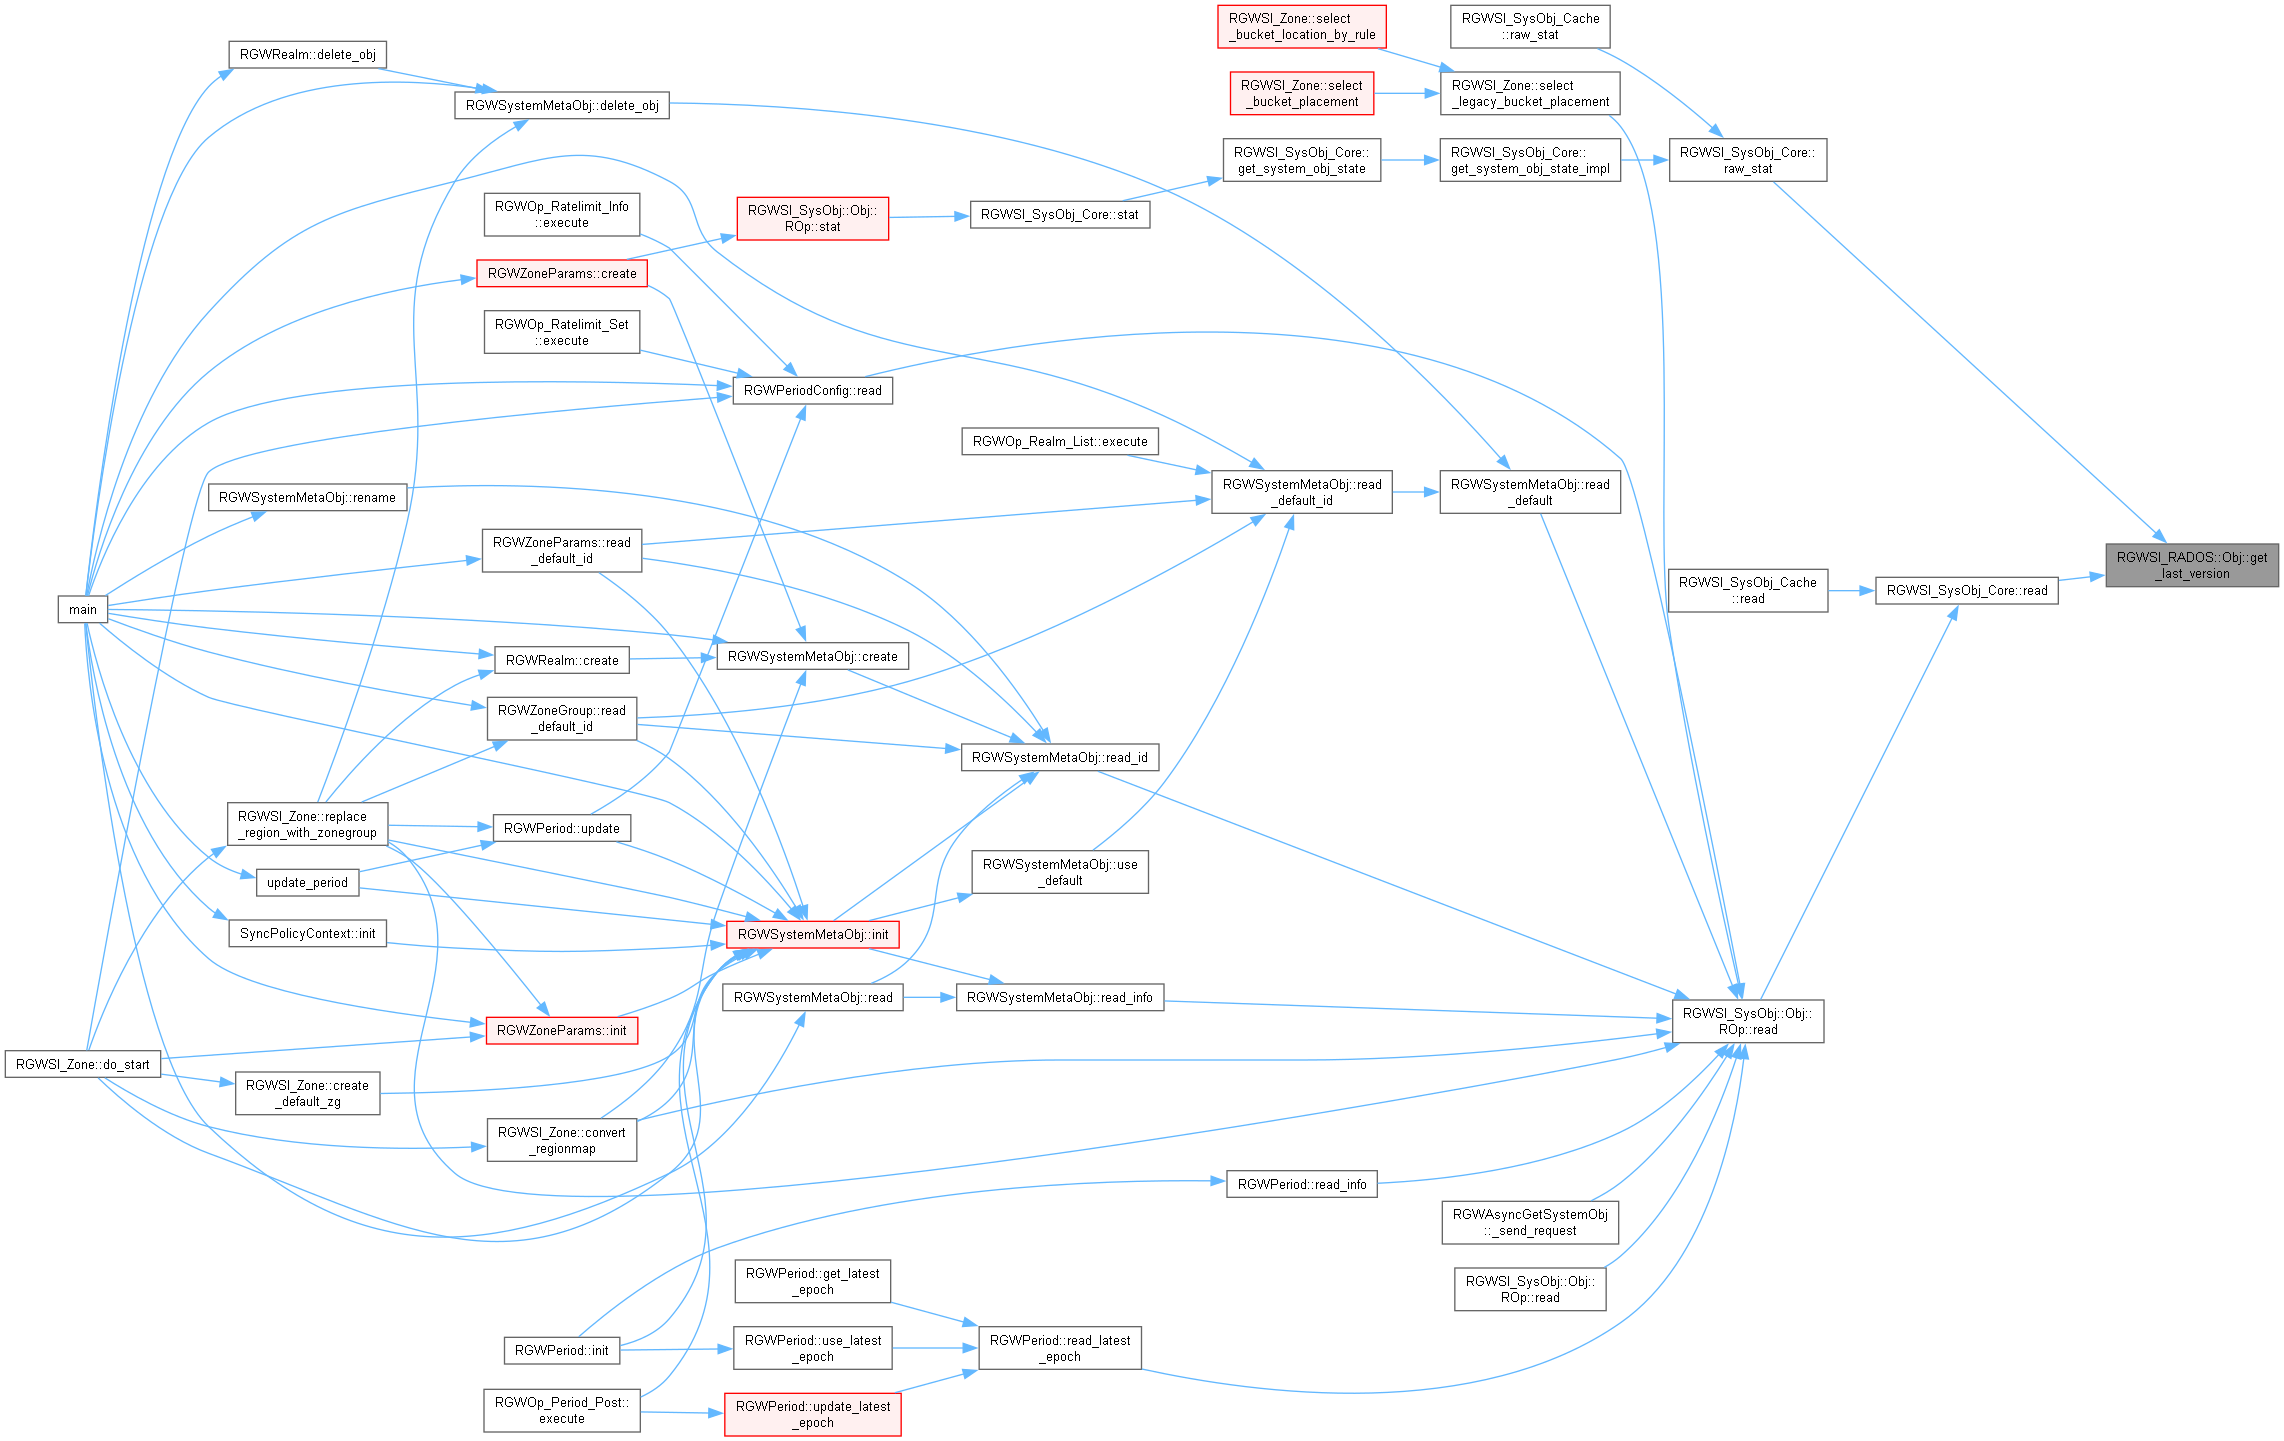 RGWSI_Zone::select
_bucket_location_by_rule
RGWSI_SysObj_Cache
::raw_stat
RGWRealm::delete_obj
RGWSI_Zone::select
_bucket_placement
RGWSI_Zone::select
_legacy_bucket_placement
RGWSystemMetaObj::delete_obj
RGWSI_SysObj_Core::
get_system_obj_state
RGWSI_SysObj_Core::
get_system_obj_state_impl
RGWSI_SysObj_Core::
raw_stat
RGWOp_Ratelimit_Info
::execute
RGWSI_SysObj::Obj::
ROp::stat
RGWSI_SysObj_Core::stat
RGWZoneParams::create
RGWOp_Ratelimit_Set
::execute
RGWPeriodConfig::read
RGWOp_Realm_List::execute
RGWSystemMetaObj::read
_default_id
RGWSystemMetaObj::read
_default
RGWSystemMetaObj::rename
RGWZoneParams::read
_default_id
RGWSI_RADOS::Obj::get
_last_version
RGWSI_SysObj_Cache
::read
RGWSI_SysObj_Core::read
main
RGWRealm::create
RGWSystemMetaObj::create
RGWZoneGroup::read
_default_id
RGWSystemMetaObj::read_id
RGWSI_Zone::replace
_region_with_zonegroup
RGWPeriod::update
update_period
RGWSystemMetaObj::use
_default
SyncPolicyContext::init
RGWSystemMetaObj::init
RGWSystemMetaObj::read
RGWSystemMetaObj::read_info
RGWSI_SysObj::Obj::
ROp::read
RGWZoneParams::init
RGWSI_Zone::do_start
RGWSI_Zone::create
_default_zg
RGWSI_Zone::convert
_regionmap
RGWPeriod::read_info
RGWAsyncGetSystemObj
::_send_request
RGWSI_SysObj::Obj::
ROp::read
RGWPeriod::get_latest
_epoch
RGWPeriod::init
RGWPeriod::use_latest
_epoch
RGWPeriod::read_latest
_epoch
RGWOp_Period_Post::
execute
RGWPeriod::update_latest
_epoch